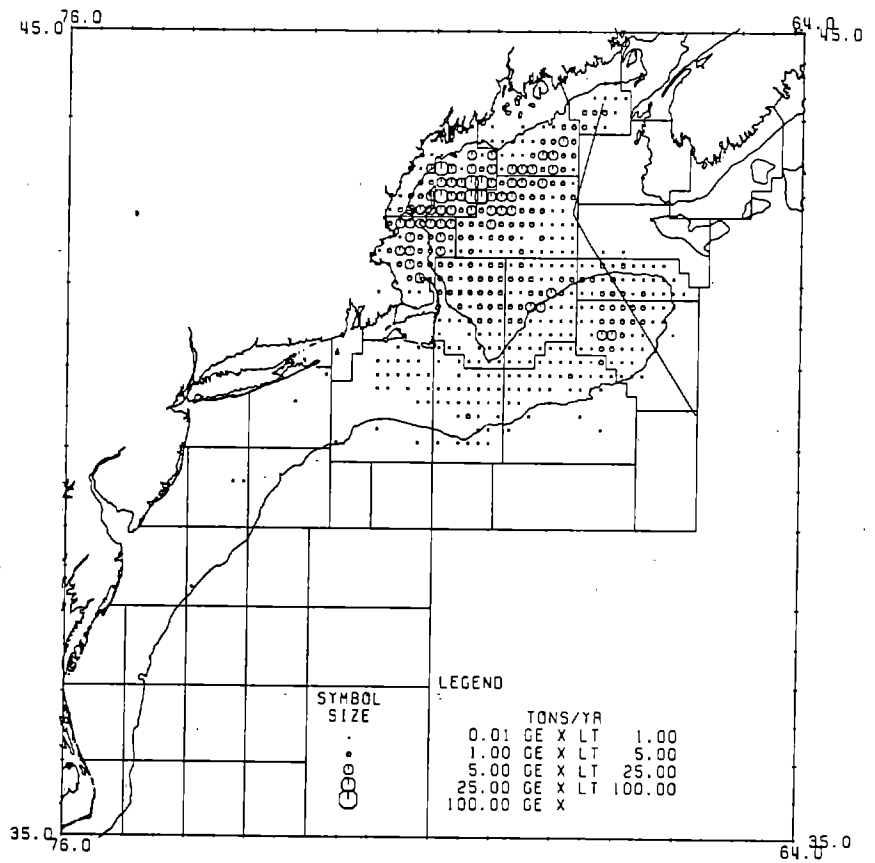 76.0 64.0
45.0 45.0
LEGEND
SYMBOL
SIZE
TONS/YR
0.01 GE X LT 1.00
1.00 GE X LT 5.00
5.00 GE X LT 25.00
25.00 GE X LT 100.00
100.00 GE X
35.0 35.0
76.0 64.0